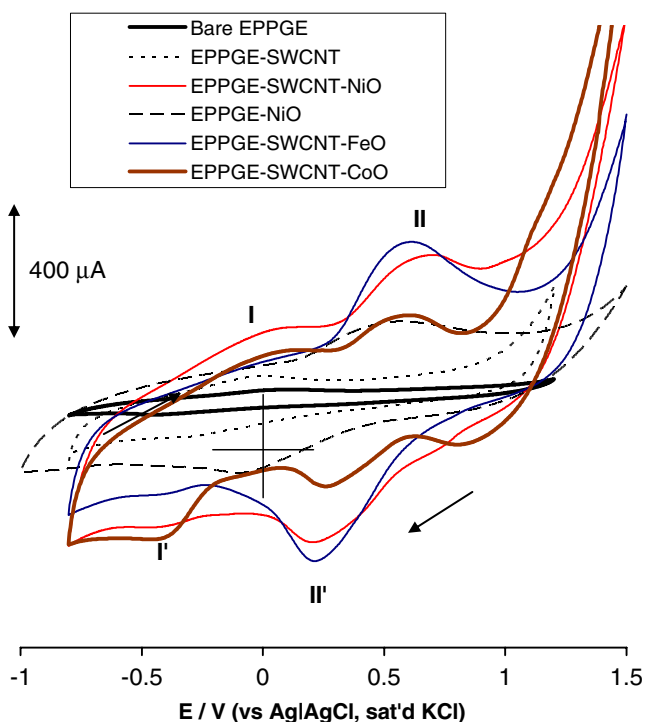 Bare EPPGE
EPPGE-SWCNT
EPPGE-SWCNT-NiO
EPPGE-NiO
EPPGE-SWCNT-FeO
EPPGE-SWCNT-CoO
400 μA
I
II
I'
II'
-1 -0.5 0 0.5 1 1.5
E / V (vs Ag|AgCl, sat'd KCl)